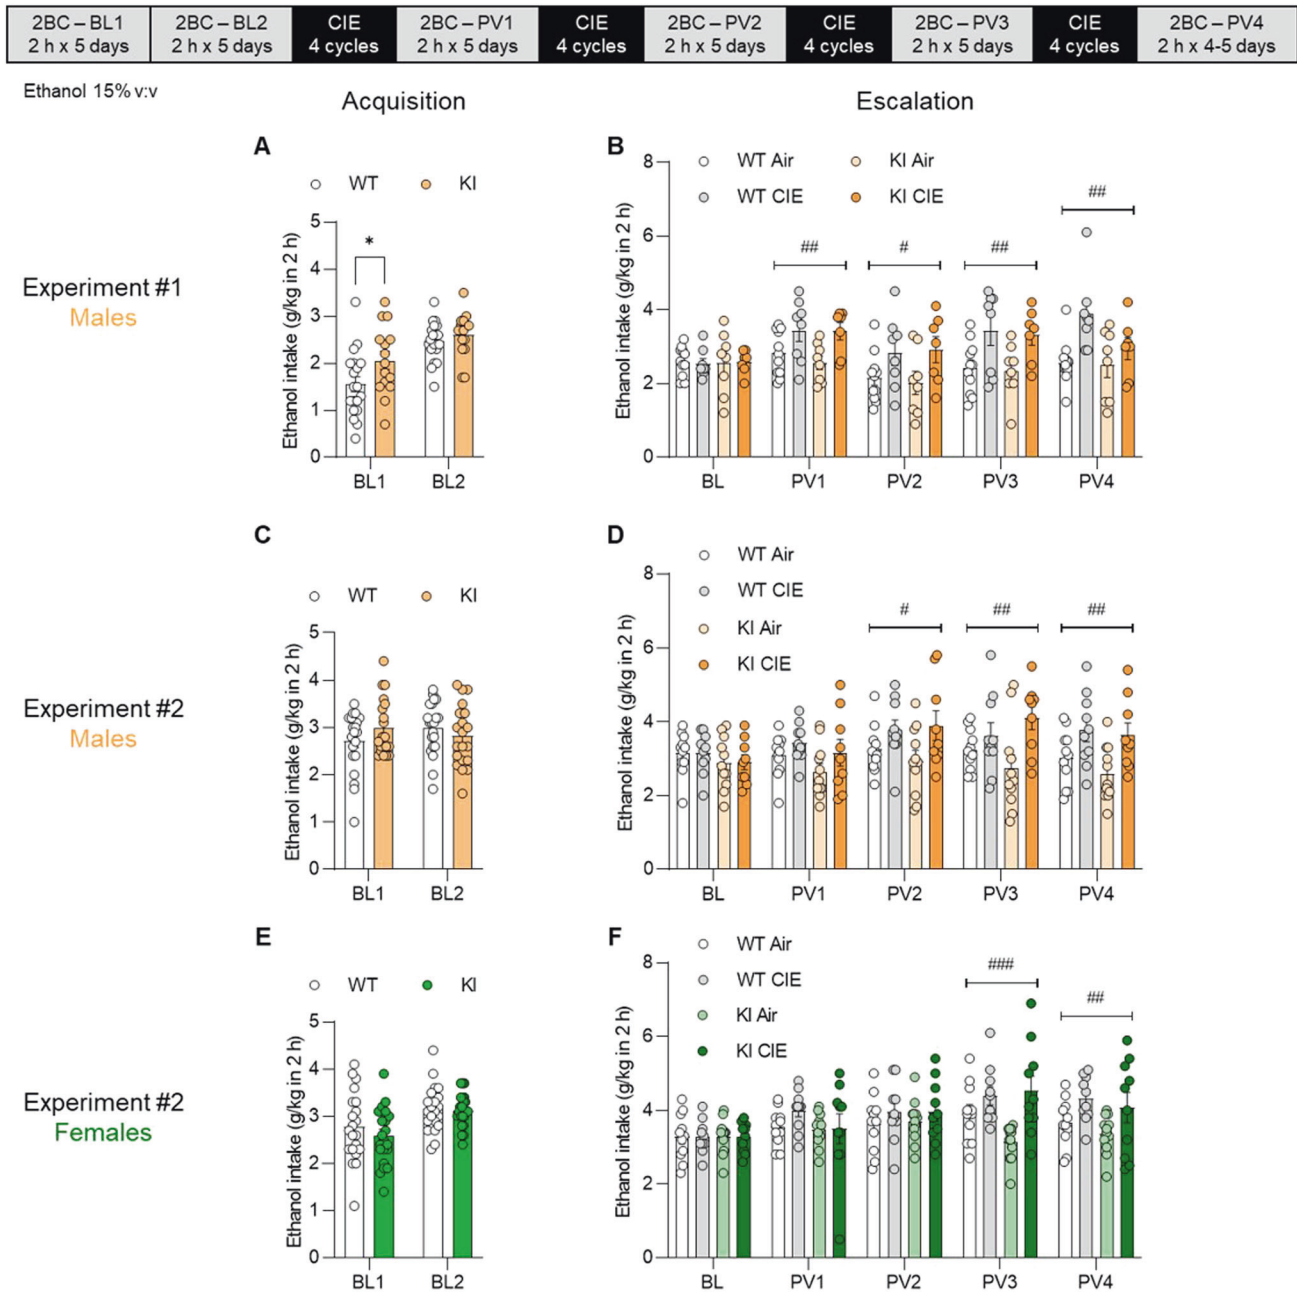 2BC – BL1 2BC – BL2 CIE 2BC – PV1 CIE 2BC – PV2 CIE 2BC – PV3 CIE 2BC – PV4
2 h x 5 days 2 h x 5 days 4 cycles 2 h x 5 days 4 cycles 2 h x 5 days 4 cycles 2 h x 5 days 4 cycles 2 h x 4-5 days
Ethanol 15% v:v
Acquisition
Escalation
Experiment #1
Males
A
WT KI
Ethanol intake (g/kg in 2 h)
5
4
3
2
1
0
*
BL1 BL2
B
WT Air KI Air
WT CIE KI CIE
Ethanol intake (g/kg in 2 h)
8
6
4
2
0
## # ## ##
BL PV1 PV2 PV3 PV4
Experiment #2
Males
C
WT KI
Ethanol intake (g/kg in 2 h)
5
4
3
2
1
0
BL1 BL2
D
WT Air
WT CIE
KI Air
KI CIE
Ethanol intake (g/kg in 2 h)
8
6
4
2
0
# ## ##
BL PV1 PV2 PV3 PV4
Experiment #2
Females
E
WT KI
Ethanol intake (g/kg in 2 h)
5
4
3
2
1
0
BL1 BL2
F
WT Air
WT CIE
KI Air
KI CIE
Ethanol intake (g/kg in 2 h)
8
6
4
2
0
### ##
BL PV1 PV2 PV3 PV4